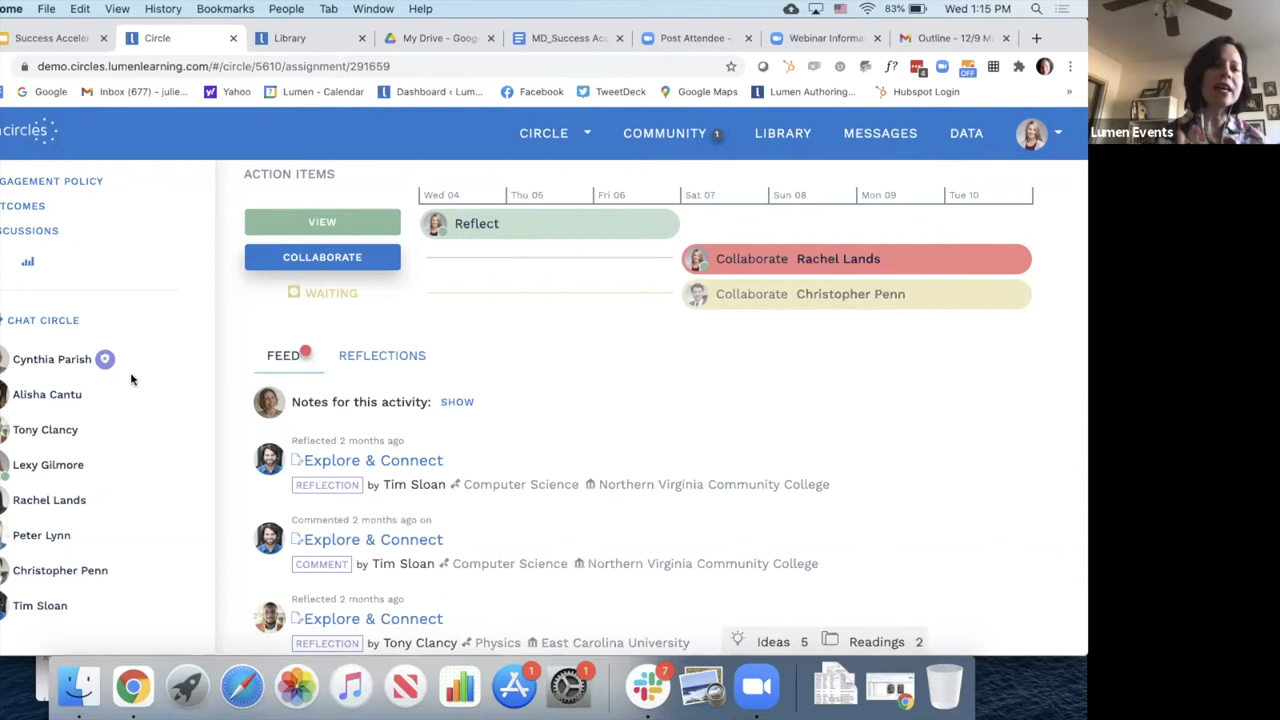 ome File Edit View History Bookmarks People Tab Window Help 83% Wed 1:15 PM
Success Acceler Circle Library My Drive - Goog MD_Success Ac Post Attendee - Webinar Informa Outline - 12/9 M
demo.circles.lumenlearning.com/#/circle/5610/assignment/291659
Google Inbox (677) - julie... Yahoo Lumen - Calendar Dashboard ‹ Lum... Facebook TweetDeck Google Maps Lumen Authoring... Hubspot Login »
circles CIRCLE COMMUNITY 1 LIBRARY MESSAGES DATA
Lumen Events
GAGEMENT POLICY
TCOMES
SCUSSIONS
CHAT CIRCLE
Cynthia Parish
Alisha Cantu
Tony Clancy
Lexy Gilmore
Rachel Lands
Peter Lynn
Christopher Penn
Tim Sloan
ACTION ITEMS
Wed 04 Thu 05 Fri 06 Sat 07 Sun 08 Mon 09 Tue 10
VIEW Reflect
COLLABORATE Collaborate Rachel Lands
WAITING Collaborate Christopher Penn
FEED REFLECTIONS
Notes for this activity: SHOW
Reflected 2 months ago
Explore & Connect
REFLECTION by Tim Sloan Computer Science Northern Virginia Community College
Commented 2 months ago on
Explore & Connect
COMMENT by Tim Sloan Computer Science Northern Virginia Community College
Reflected 2 months ago
Explore & Connect
REFLECTION by Tony Clancy Physics East Carolina University
Ideas 5 Readings 2
1 1 7